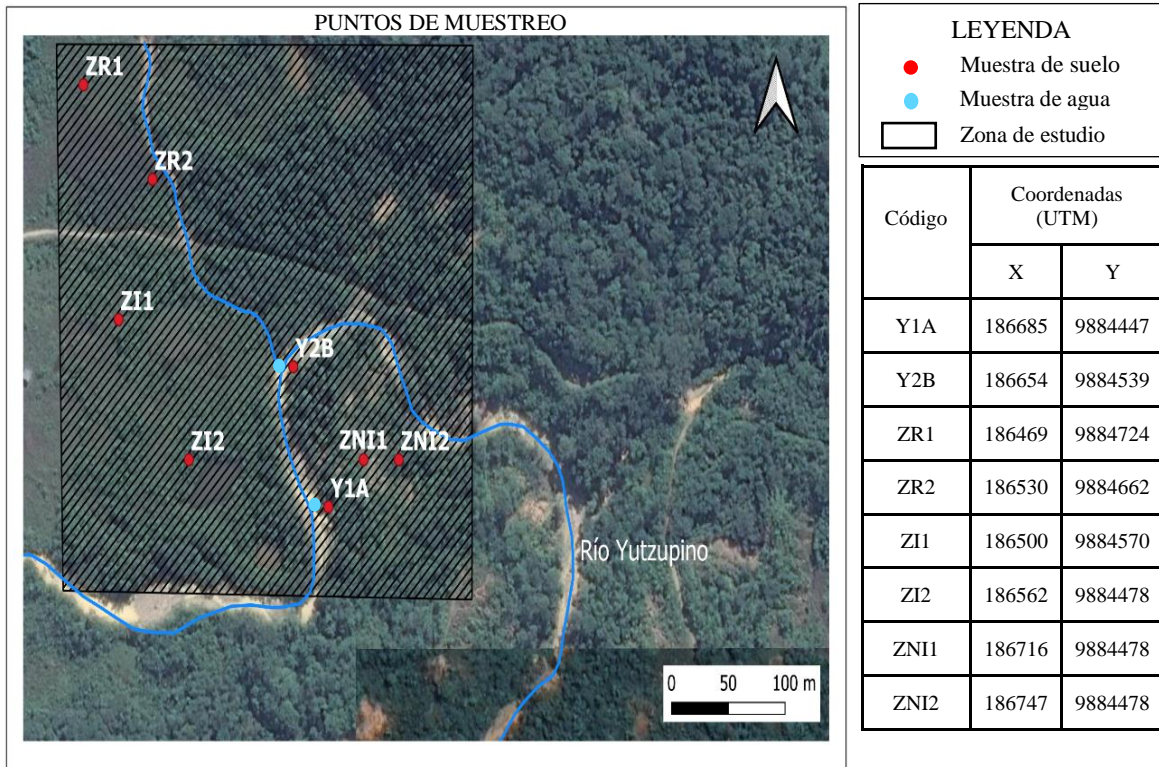 PUNTOS DE MUESTREO
ZR1
ZR2
ZI1
Y2B
ZI2
ZNI1 ZNI2
Y1A
Río Yutzupino
0 50 100 m
LEYENDA
Muestra de suelo
Muestra de agua
Zona de estudio
Código Coordenadas
(UTM)
X Y
Y1A 186685 9884447
Y2B 186654 9884539
ZR1 186469 9884724
ZR2 186530 9884662
ZI1 186500 9884570
ZI2 186562 9884478
ZNI1 186716 9884478
ZNI2 186747 9884478